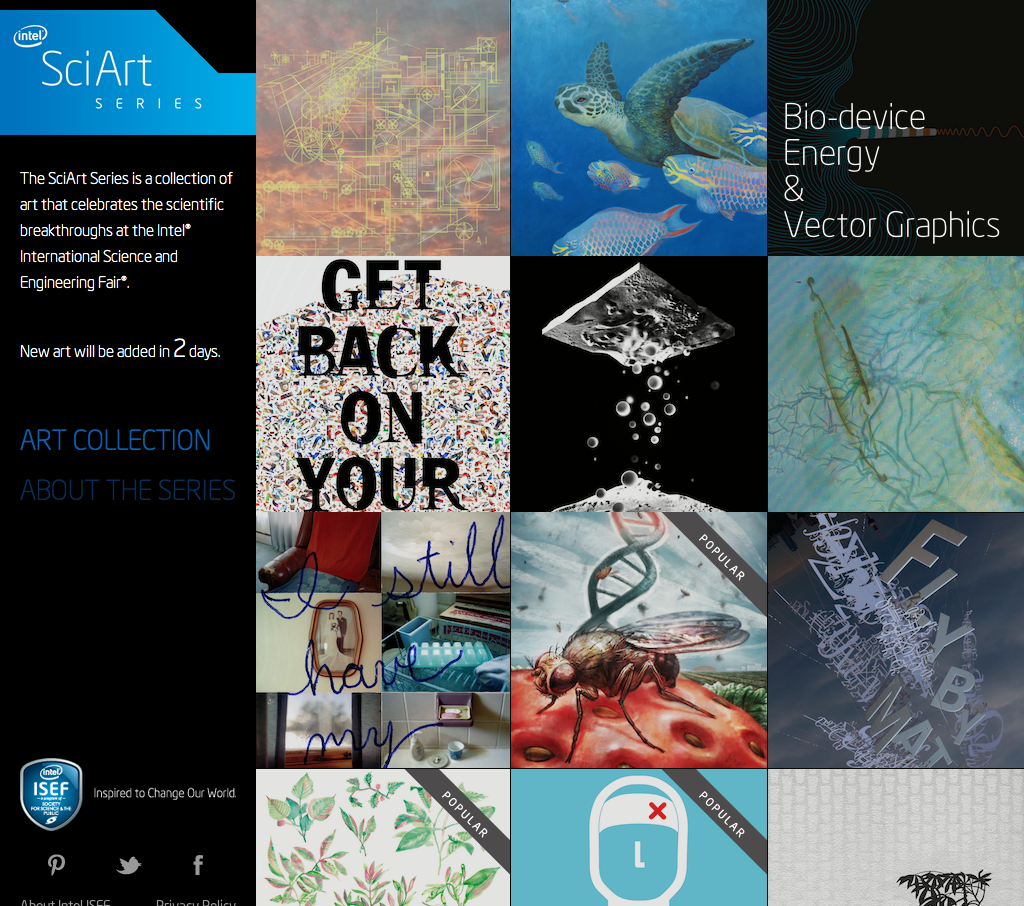 intel
SciArt
SERIES
The SciArt Series is a collection of
art that celebrates the scientific
breakthroughs at the Intel®
International Science and
Engineering Fair®.
New art will be added in 2 days.
ART COLLECTION
ABOUT THE SERIES
intel
ISEF
a program of
SOCIETY
FOR SCIENCE & THE
PUBLIC
Inspired to Change Our World.
About Intel ISEF
Privacy Policy
Bio-device
Energy
&
Vector Graphics
GET
BACK
ON
YOUR
I still
have
my
POPULAR
FLY BY
MAT
POPULAR
L
POPULAR